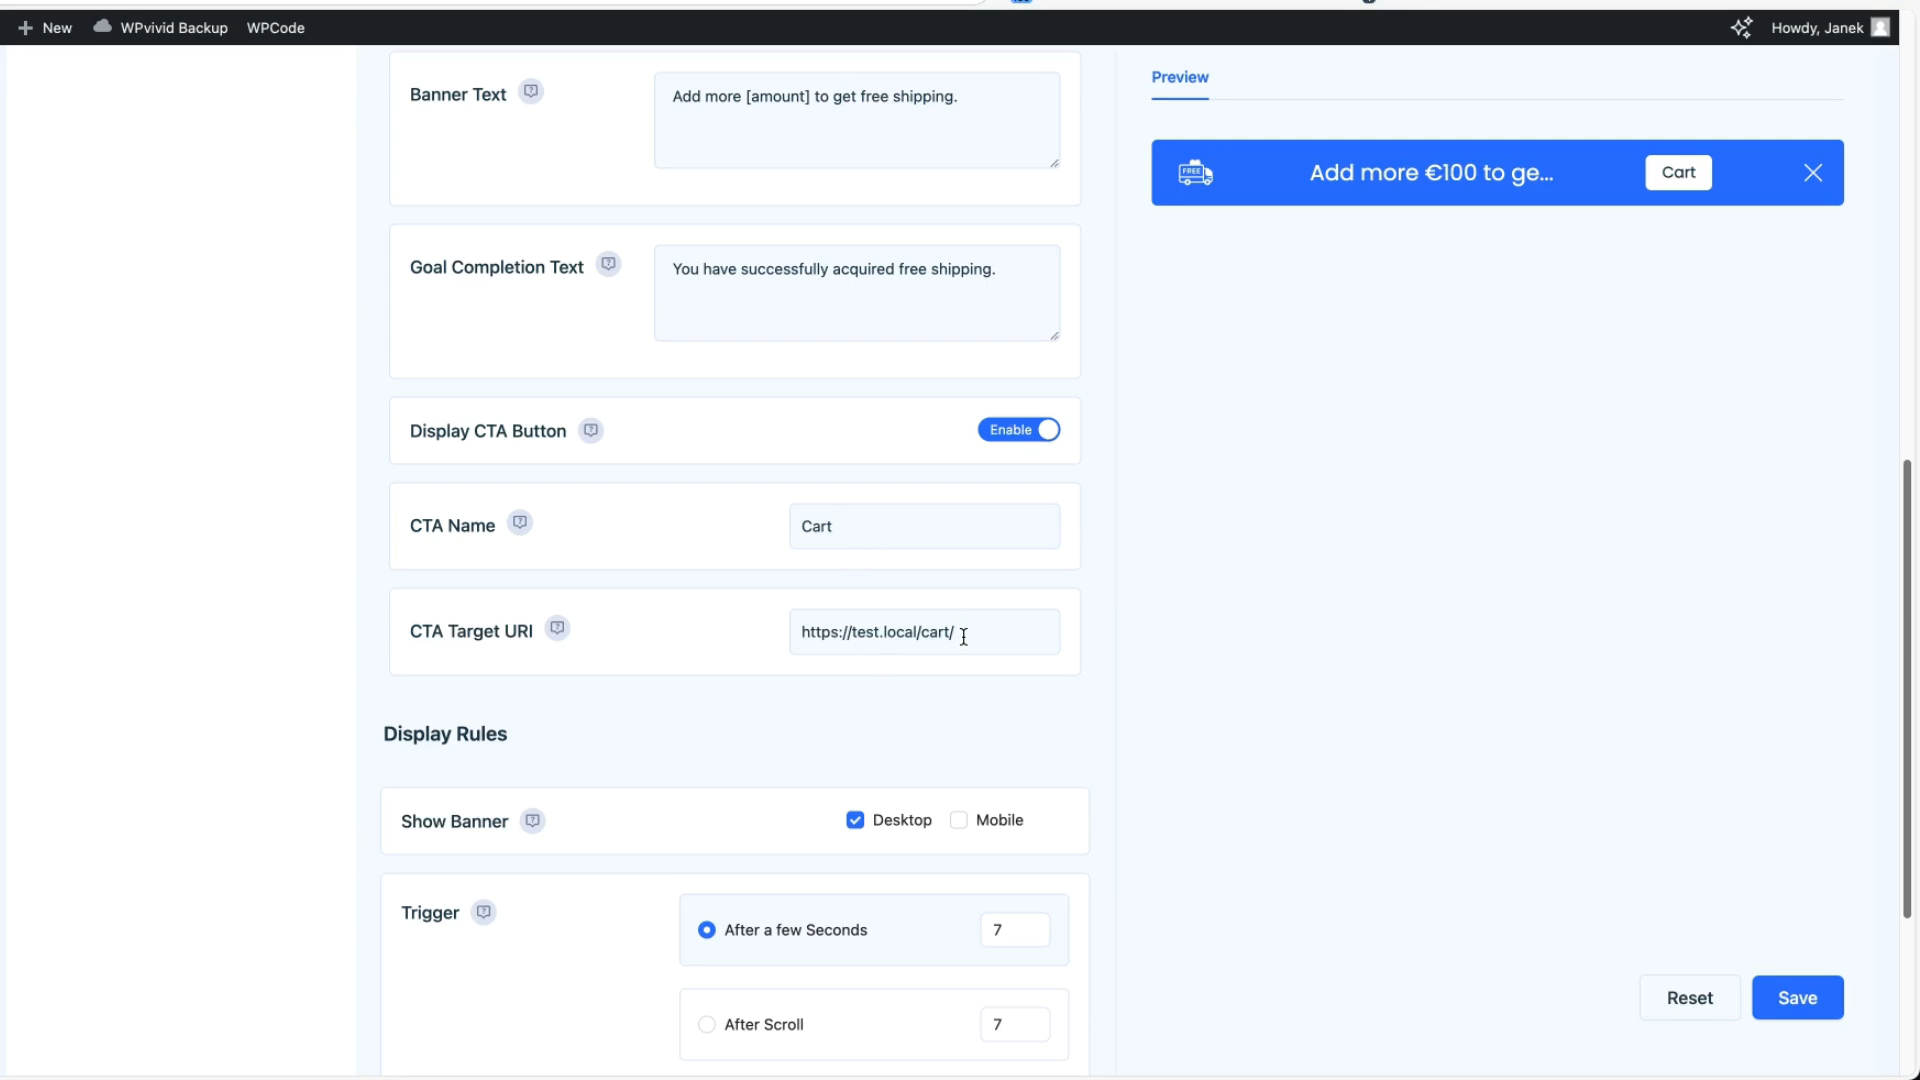 New
WPvivid Backup
WPCode
Howdy, Janek
Banner Text
Add more [amount] to get free shipping.
Goal Completion Text
You have successfully acquired free shipping.
Display CTA Button
Enable
CTA Name
Cart
CTA Target URI
https://test.local/cart/
Display Rules
Show Banner
Desktop
Mobile
Trigger
After a few Seconds
7
After Scroll
7
Preview
FREE
Add more €100 to ge...
Cart
Reset
Save